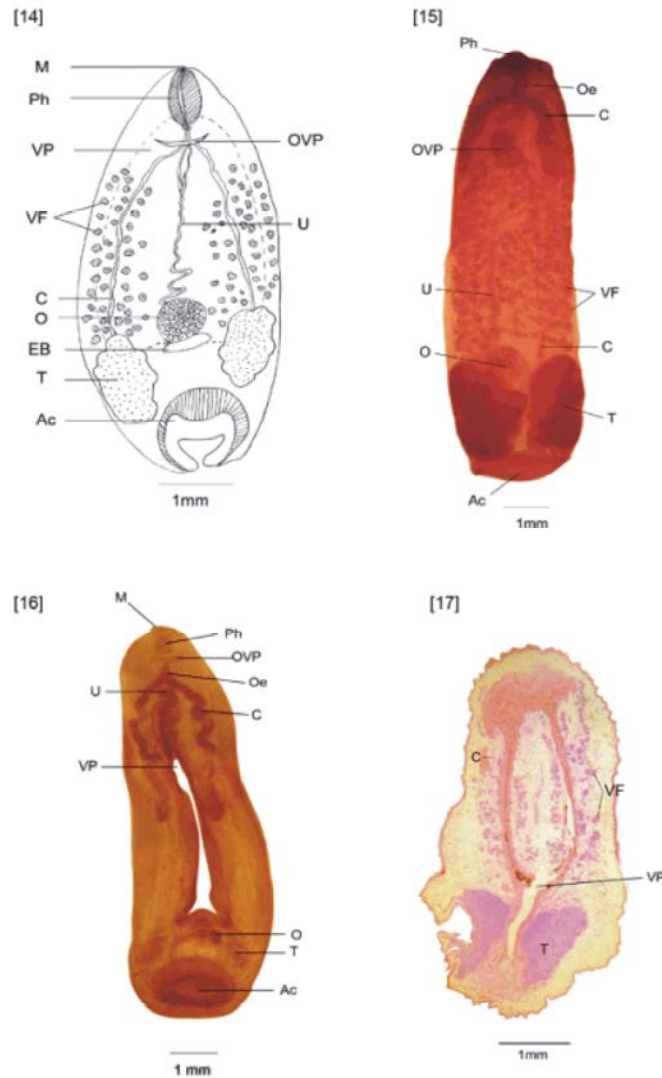 [14]
M
Ph
OVP
VP
VF
U
C
O
EB
T
Ac
1mm
[15]
Ph
Oe
C
OVP
U
VF
C
O
T
Ac
1mm
[16]
M
Ph
OVP
Oe
U
C
VP
O
T
Ac
1 mm
[17]
C
VF
VP
T
1mm